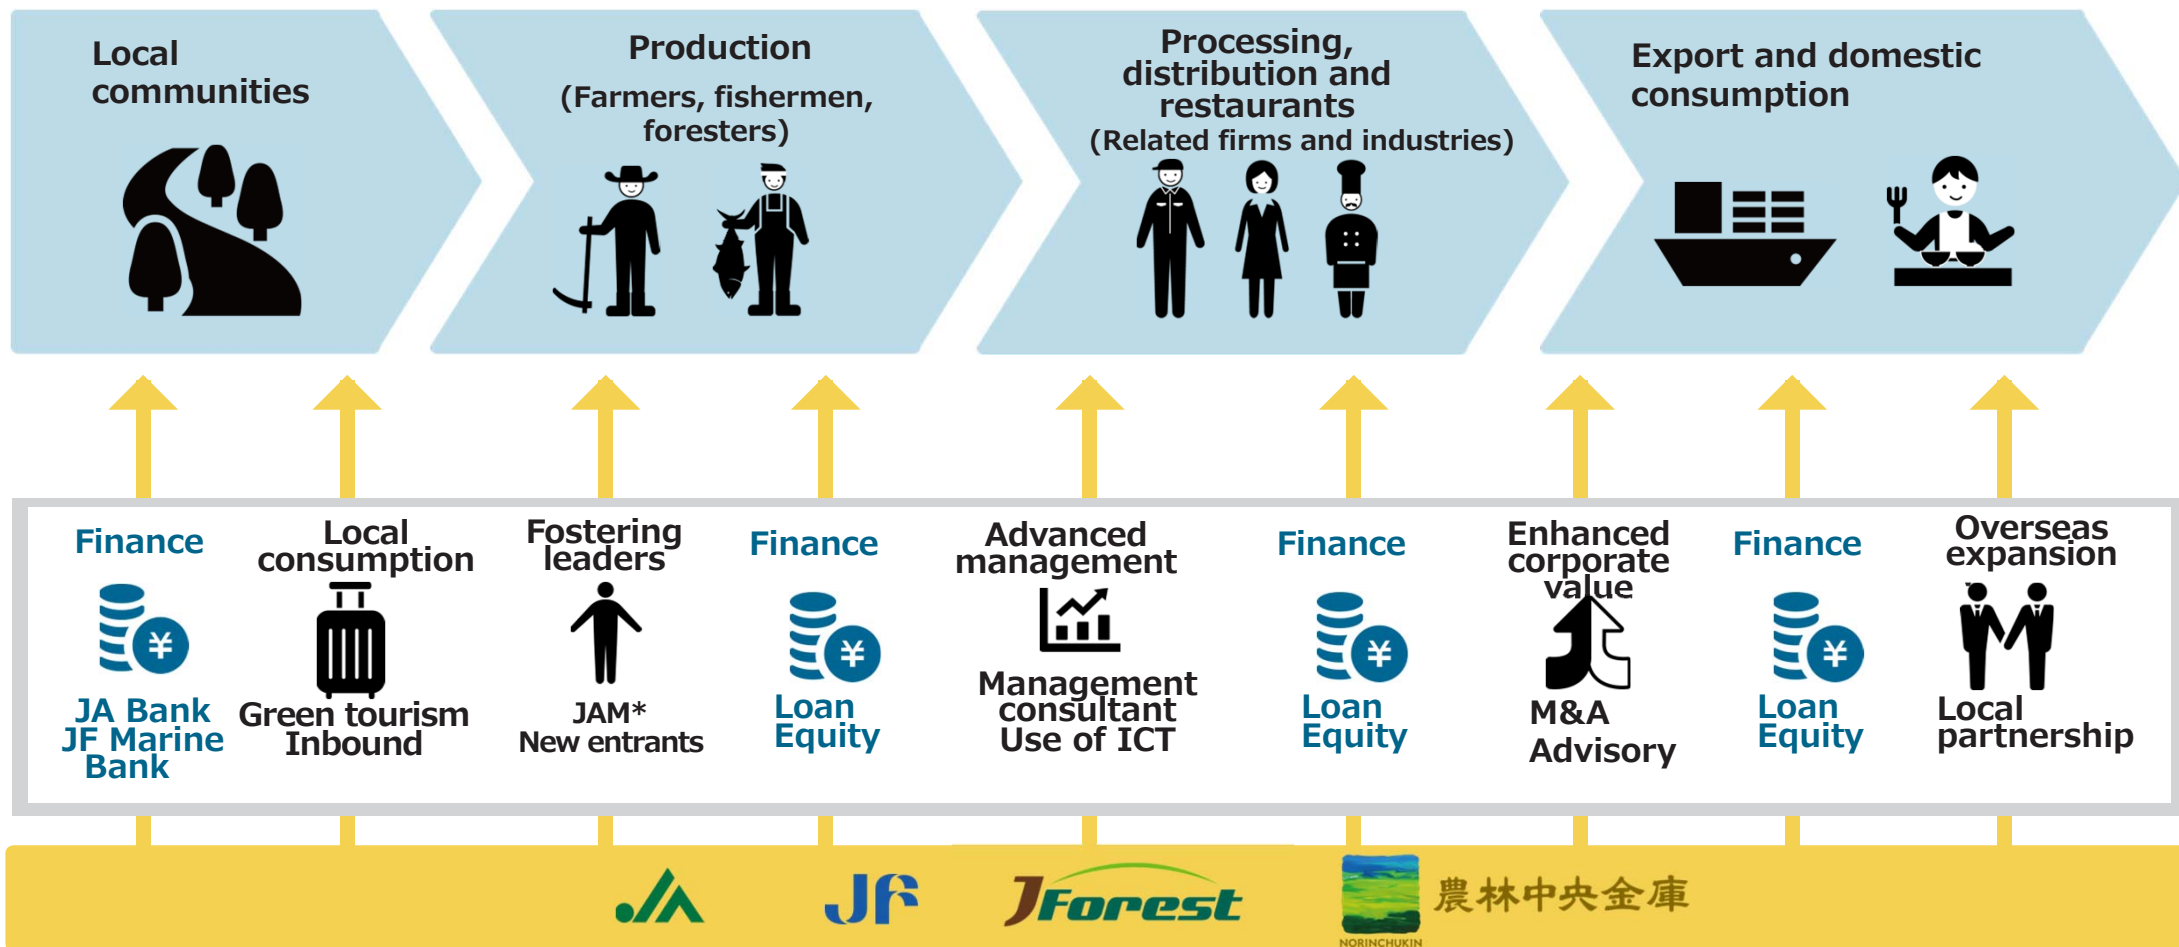 Local
communities
Production
(Farmers, fishermen,
foresters)
Processing,
distribution and
restaurants
(Related firms and industries)
Export and domestic
consumption
Finance
¥
JA Bank
JF Marine
Bank
Local
consumption
Green tourism
Inbound
Fostering
leaders
JAM*
New entrants
Finance
¥
Loan
Equity
Advanced
management
Management
consultant
Use of ICT
Finance
¥
Loan
Equity
Enhanced
corporate
value
M&A
Advisory
Finance
¥
Loan
Equity
Overseas
expansion
Local
partnership
JA
JF
JForest
NORINCHUKIN
農林中央金庫